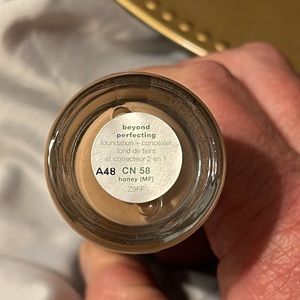 beyond
perfecting
foundation + concealer
fond de teint
et correcteur 2 en 1
A48 CN 58
honey (MF)
Z9FF